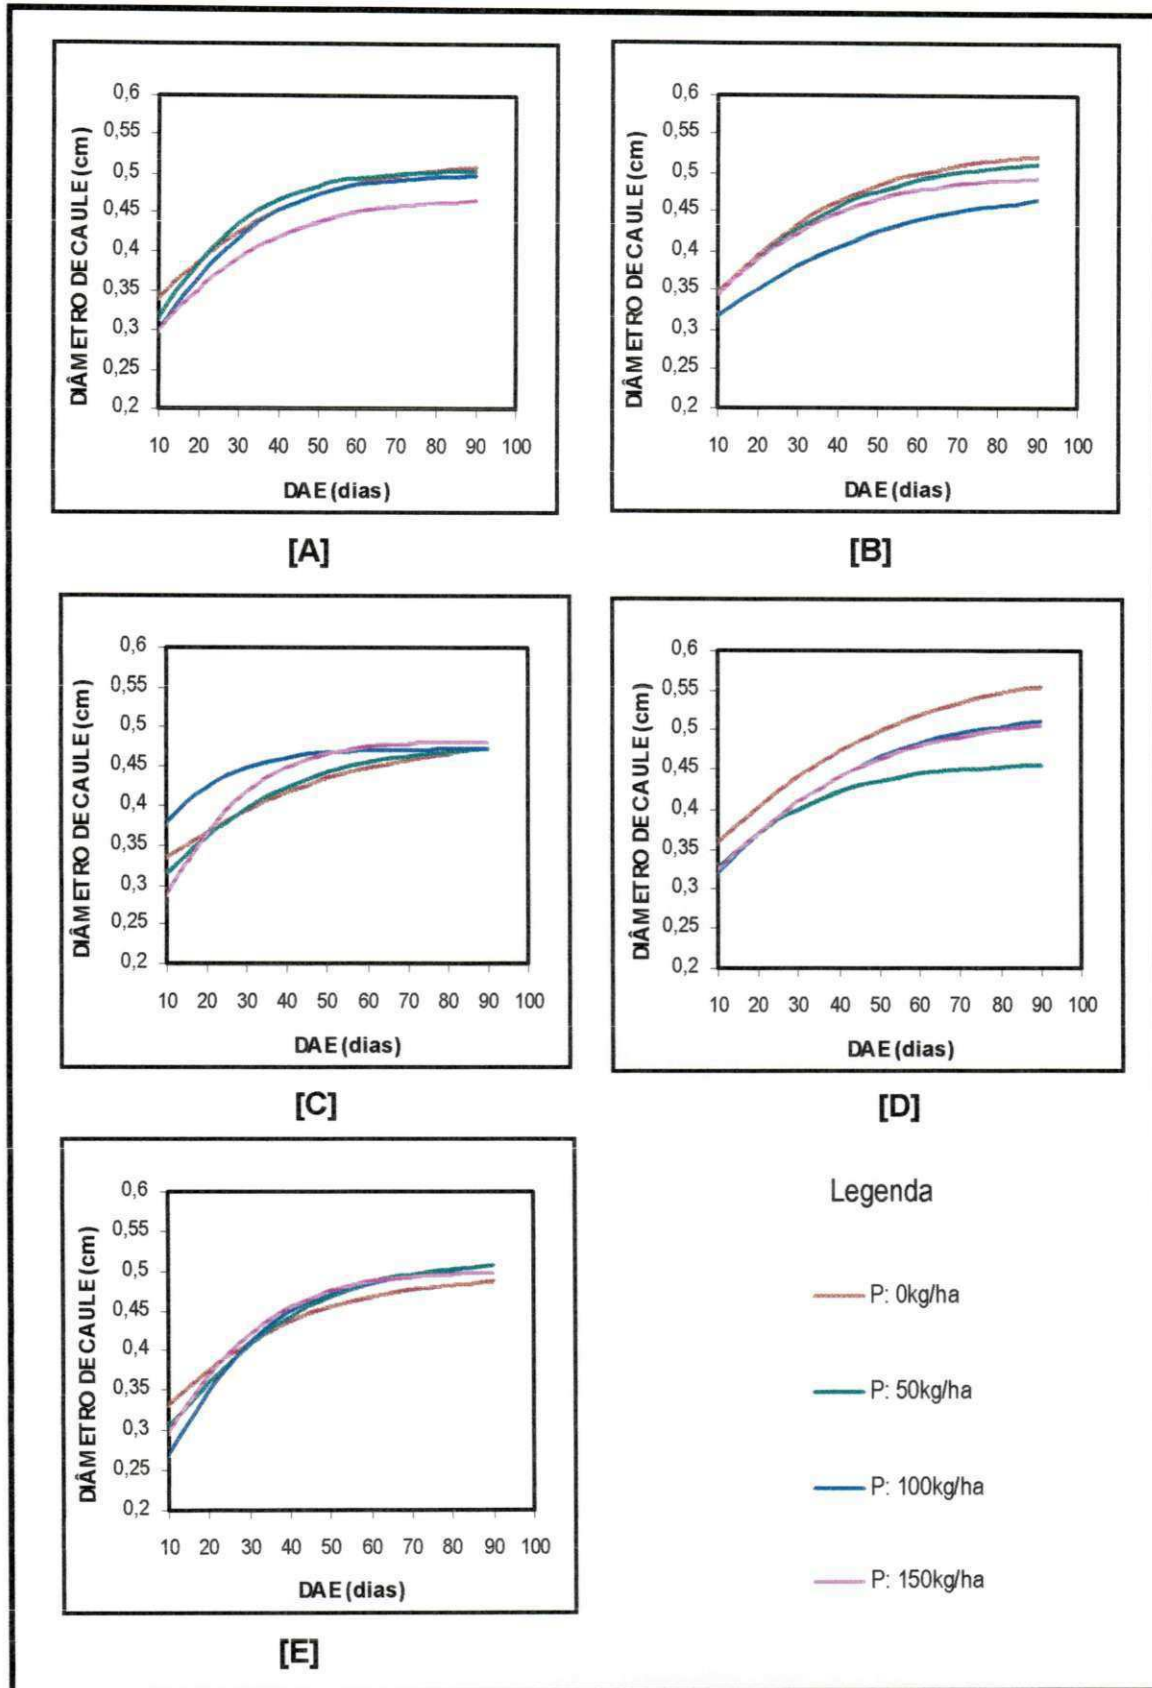 DIÂMETRO DE CAULE (cm)
0,6
0,55
0,5
0,45
0,4
0,35
0,3
0,25
0,2
10 20 30 40 50 60 70 80 90 100
DAE (dias)
[A]
DIÂMETRO DE CAULE (cm)
0,6
0,55
0,5
0,45
0,4
0,35
0,3
0,25
0,2
10 20 30 40 50 60 70 80 90 100
DAE (dias)
[B]
DIÂMETRO DE CAULE (cm)
0,6
0,55
0,5
0,45
0,4
0,35
0,3
0,25
0,2
10 20 30 40 50 60 70 80 90 100
DAE (dias)
[C]
DIÂMETRO DE CAULE (cm)
0,6
0,55
0,5
0,45
0,4
0,35
0,3
0,25
0,2
10 20 30 40 50 60 70 80 90 100
DAE (dias)
[D]
DIÂMETRO DE CAULE (cm)
0,6
0,55
0,5
0,45
0,4
0,35
0,3
0,25
0,2
10 20 30 40 50 60 70 80 90 100
DAE (dias)
[E]
Legenda
P: 0kg/ha
P: 50kg/ha
P: 100kg/ha
P: 150kg/ha